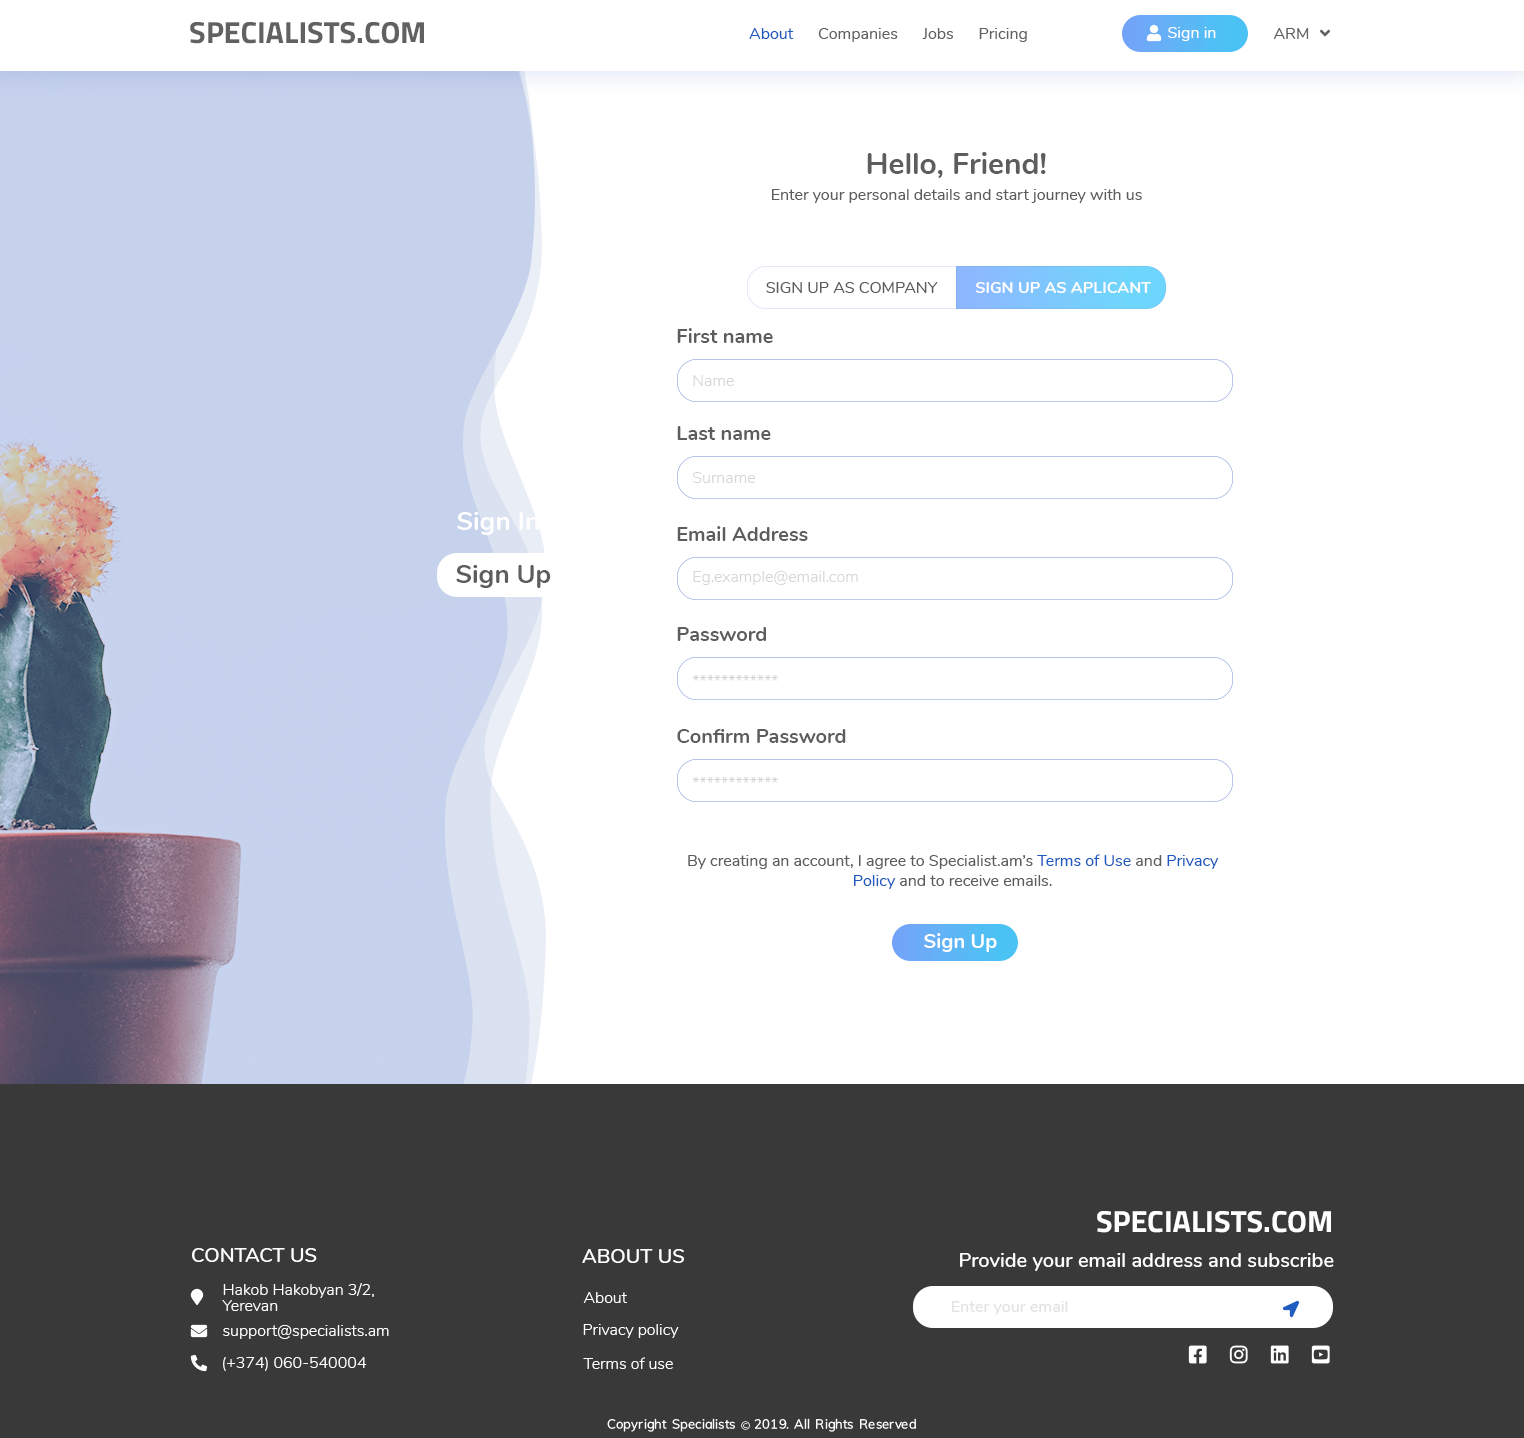 SPECIALISTS.COM
About Companies Jobs Pricing
Sign in
ARM
Hello, Friend!
Enter your personal details and start journey with us
SIGN UP AS COMPANY
SIGN UP AS APLICANT
First name
Name
Last name
Surname
Sign In
Email Address
Sign Up
Eg.example@email.com
Password
************
Confirm Password
************
By creating an account, I agree to Specialist.am's Terms of Use and Privacy
Policy and to receive emails.
Sign Up
SPECIALISTS.COM
Provide your email address and subscribe
Enter your email
CONTACT US
Hakob Hakobyan 3/2,
Yerevan
support@specialists.am
(+374) 060-540004
ABOUT US
About
Privacy policy
Terms of use
Copyright Specialists © 2019. All Rights Reserved